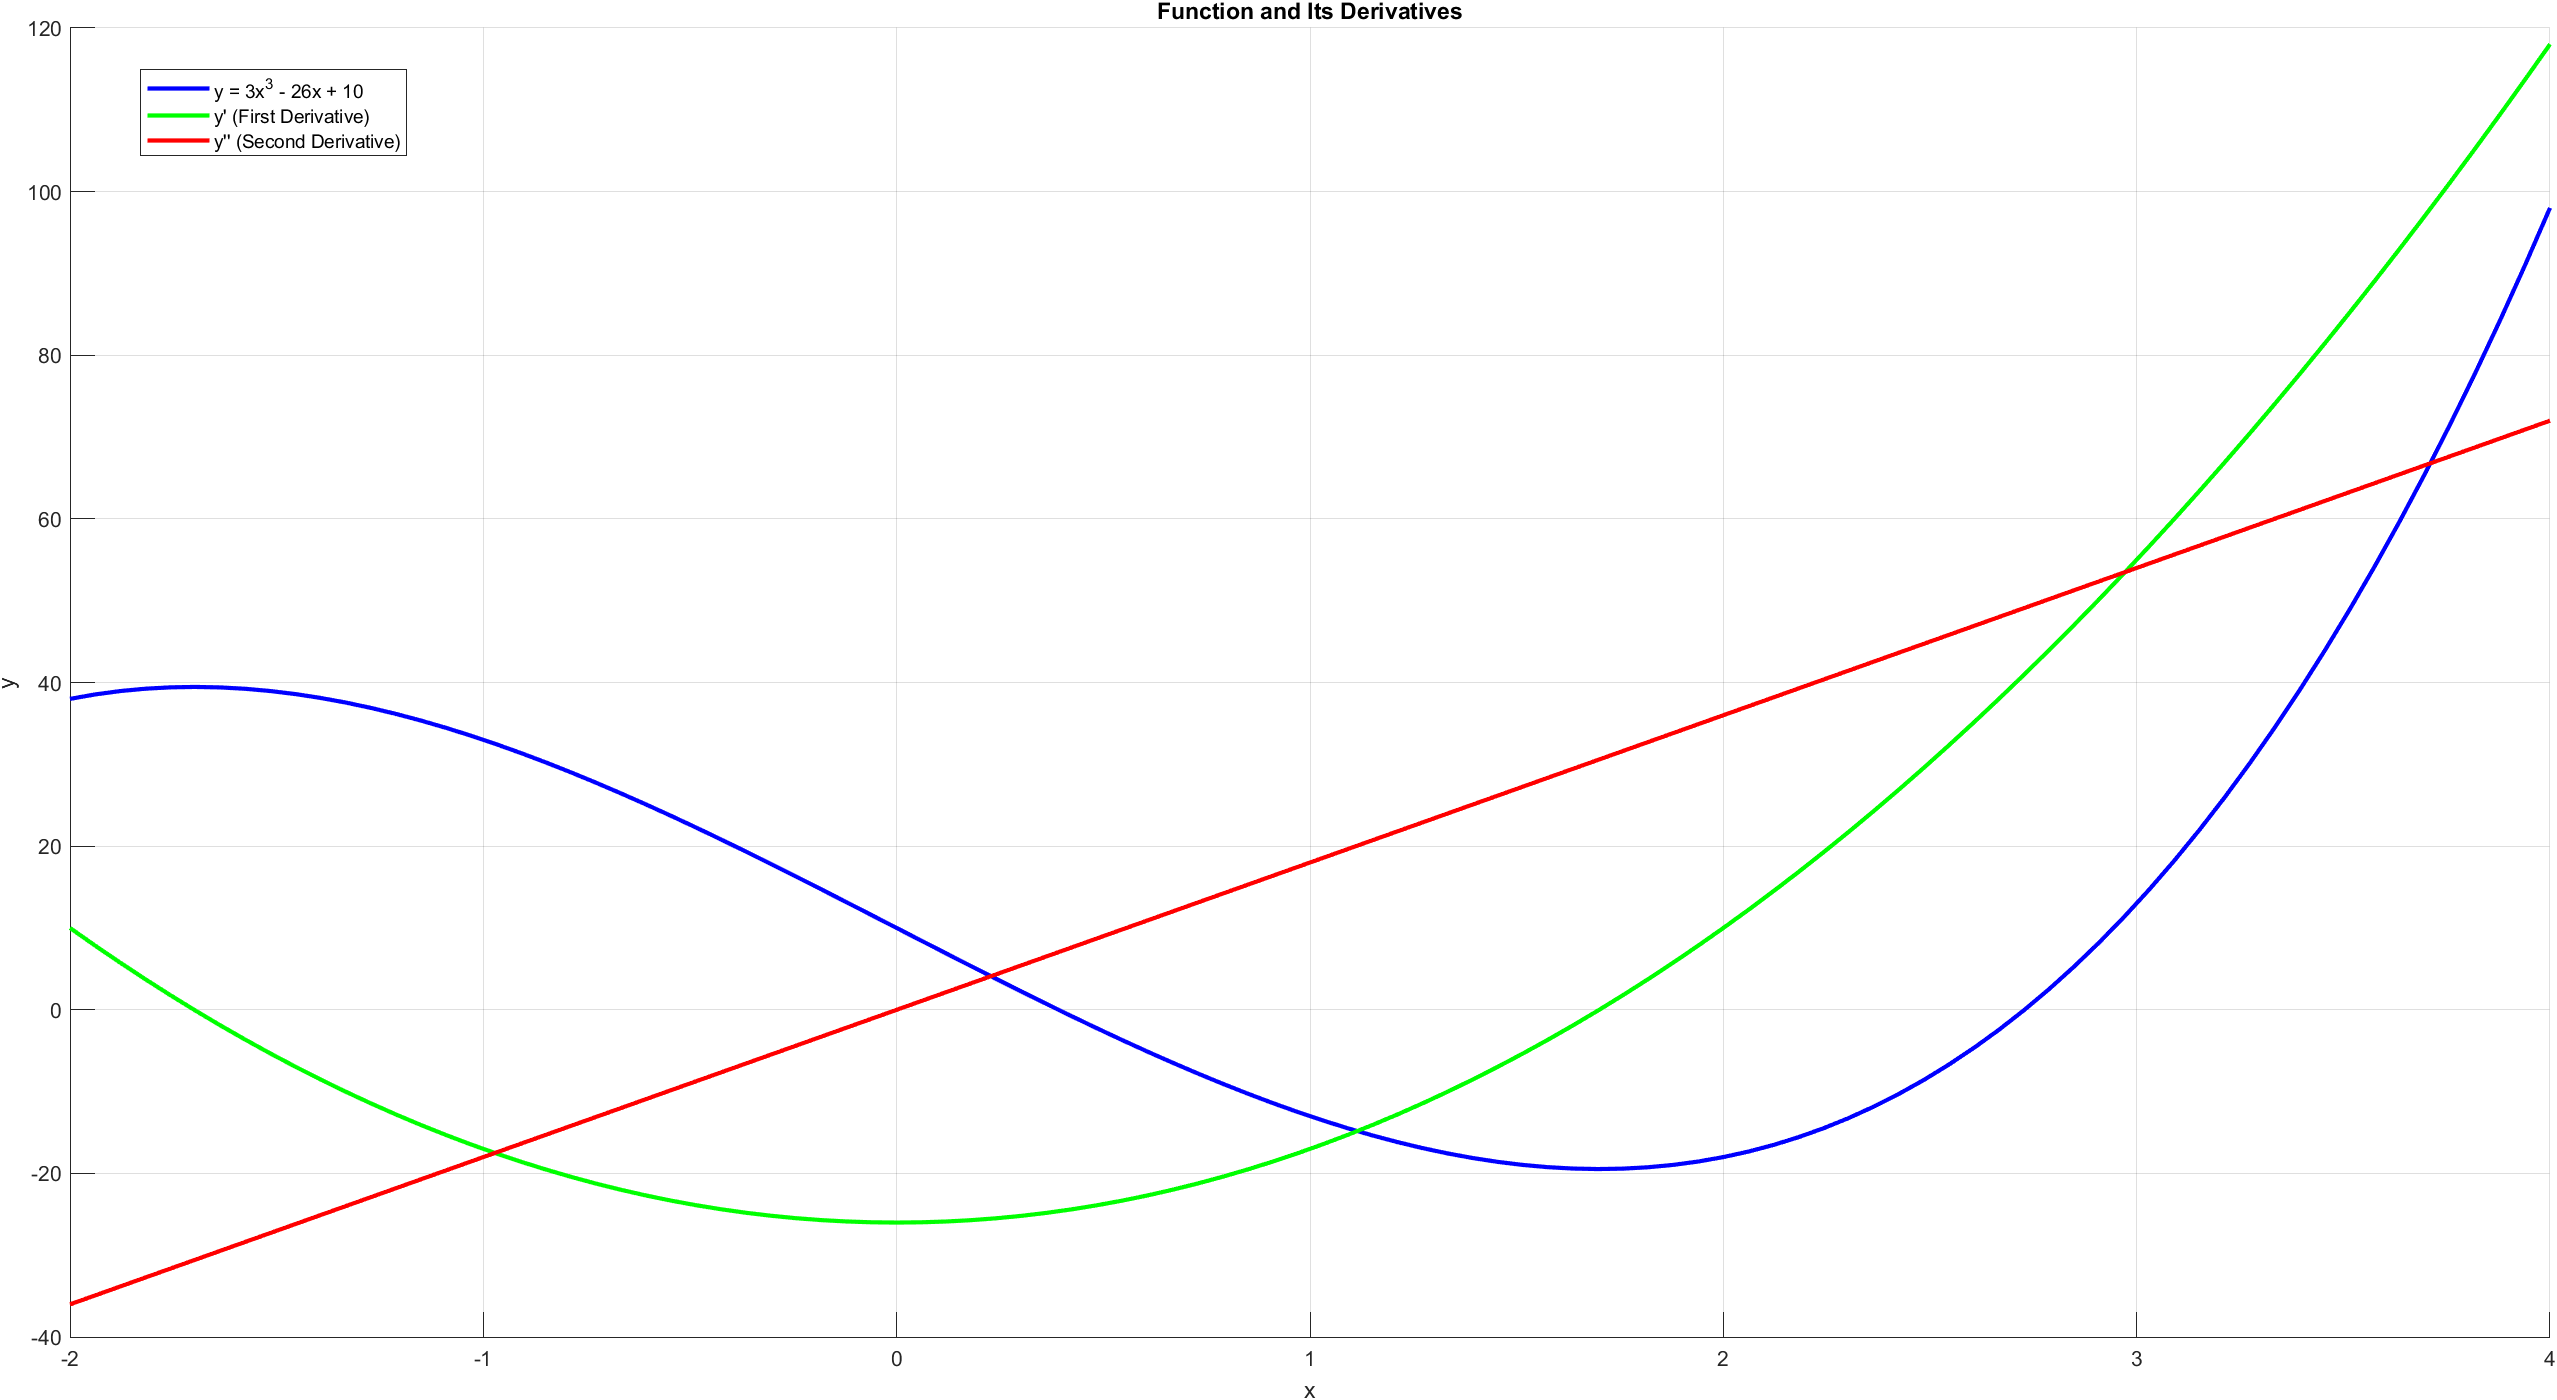 Function and Its Derivatives
y = 3x³ - 26x + 10
y' (First Derivative)
y'' (Second Derivative)
120
100
80
60
40
20
0
-20
-40
y
-2 -1 0 1 2 3 4
x